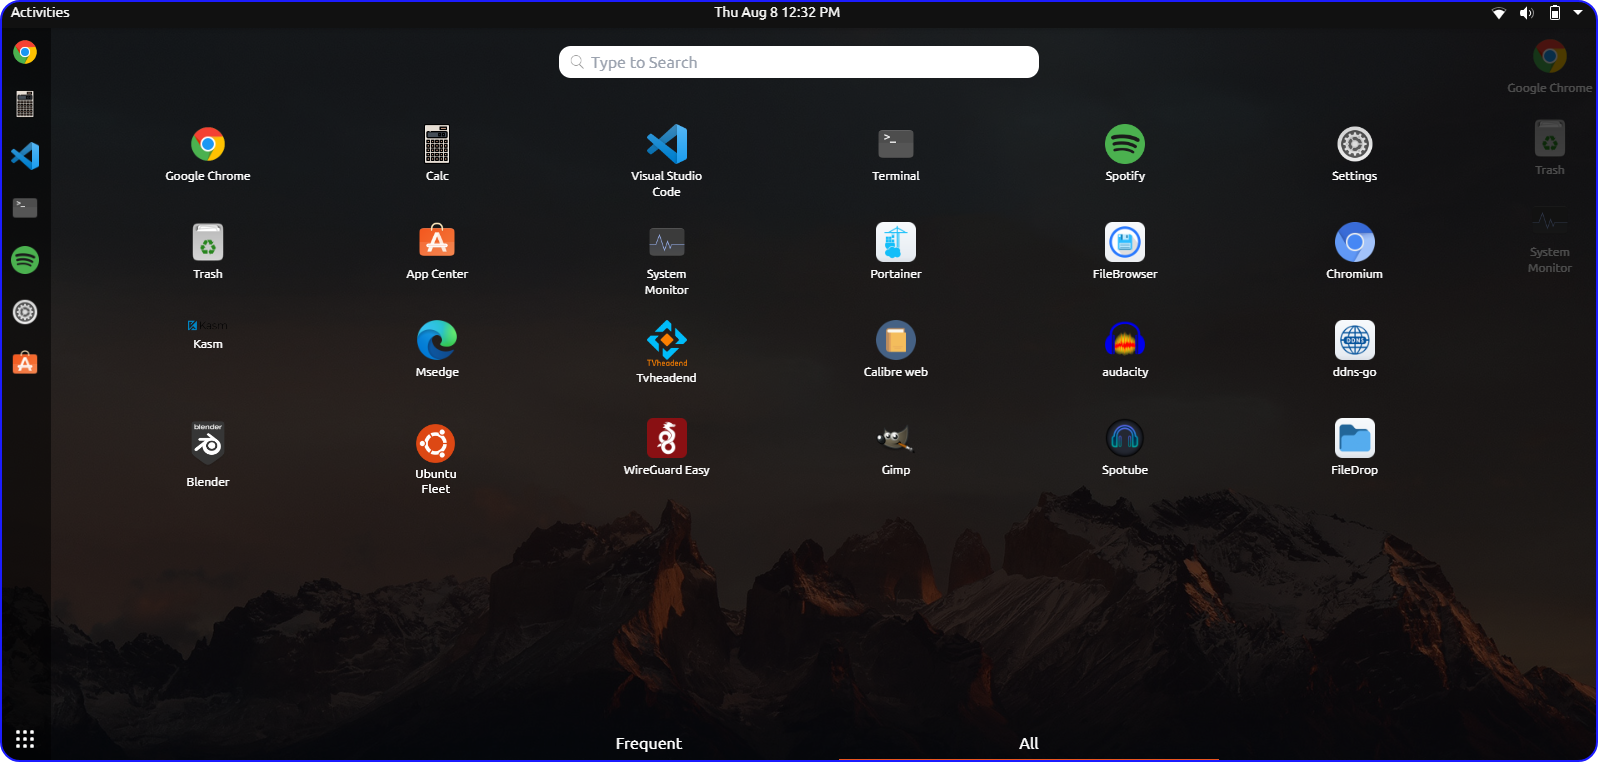 Activities
Thu Aug 8 12:32 PM
Type to Search
Google Chrome
Google Chrome
Calc
Visual Studio
Code
Terminal
Spotify
Settings
Trash
Trash
App Center
System
Monitor
Portainer
FileBrowser
Chromium
System
Monitor
Kasm
Kasm
Msedge
TVheadend
Tvheadend
Calibre web
audacity
DDNS
ddns-go
blender
Blender
Ubuntu
Fleet
WireGuard Easy
Gimp
Spotube
FileDrop
Frequent
All